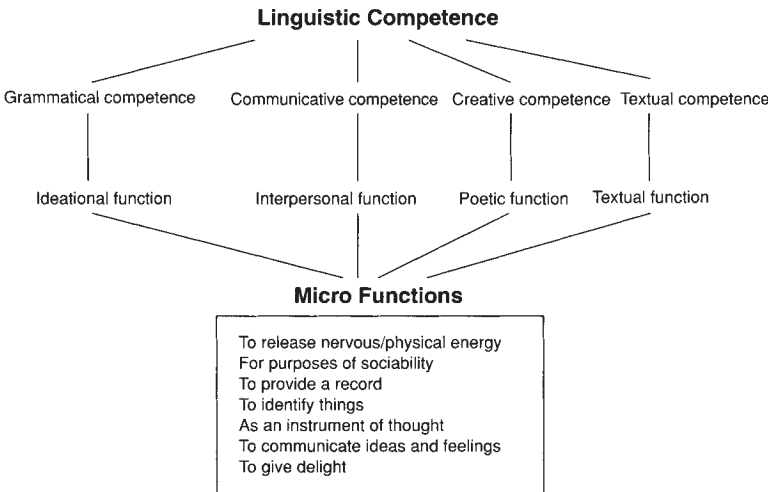 Linguistic Competence
Grammatical competence Communicative competence Creative competence Textual competence
Ideational function Interpersonal function Poetic function Textual function
Micro Functions
To release nervous/physical energy
For purposes of sociability
To provide a record
To identify things
As an instrument of thought
To communicate ideas and feelings
To give delight